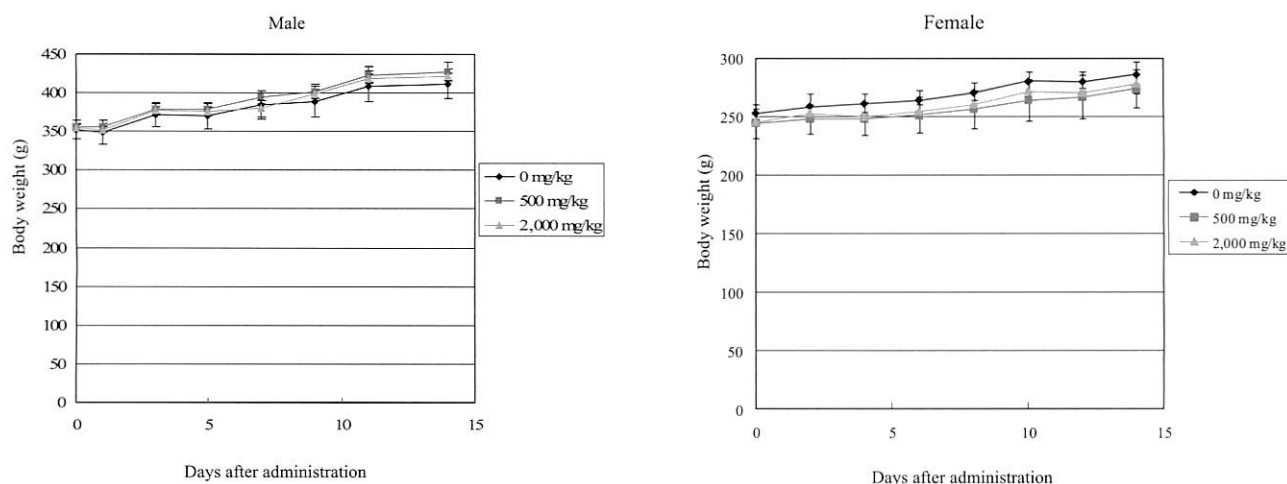 Male
Body weight (g)
450
400
350
300
250
200
150
100
50
0
0 5 10 15
Days after administration
0 mg/kg
500 mg/kg
2,000 mg/kg
Female
Body weight (g)
300
250
200
150
100
50
0
0 5 10 15
Days after administration
0 mg/kg
500 mg/kg
2,000 mg/kg